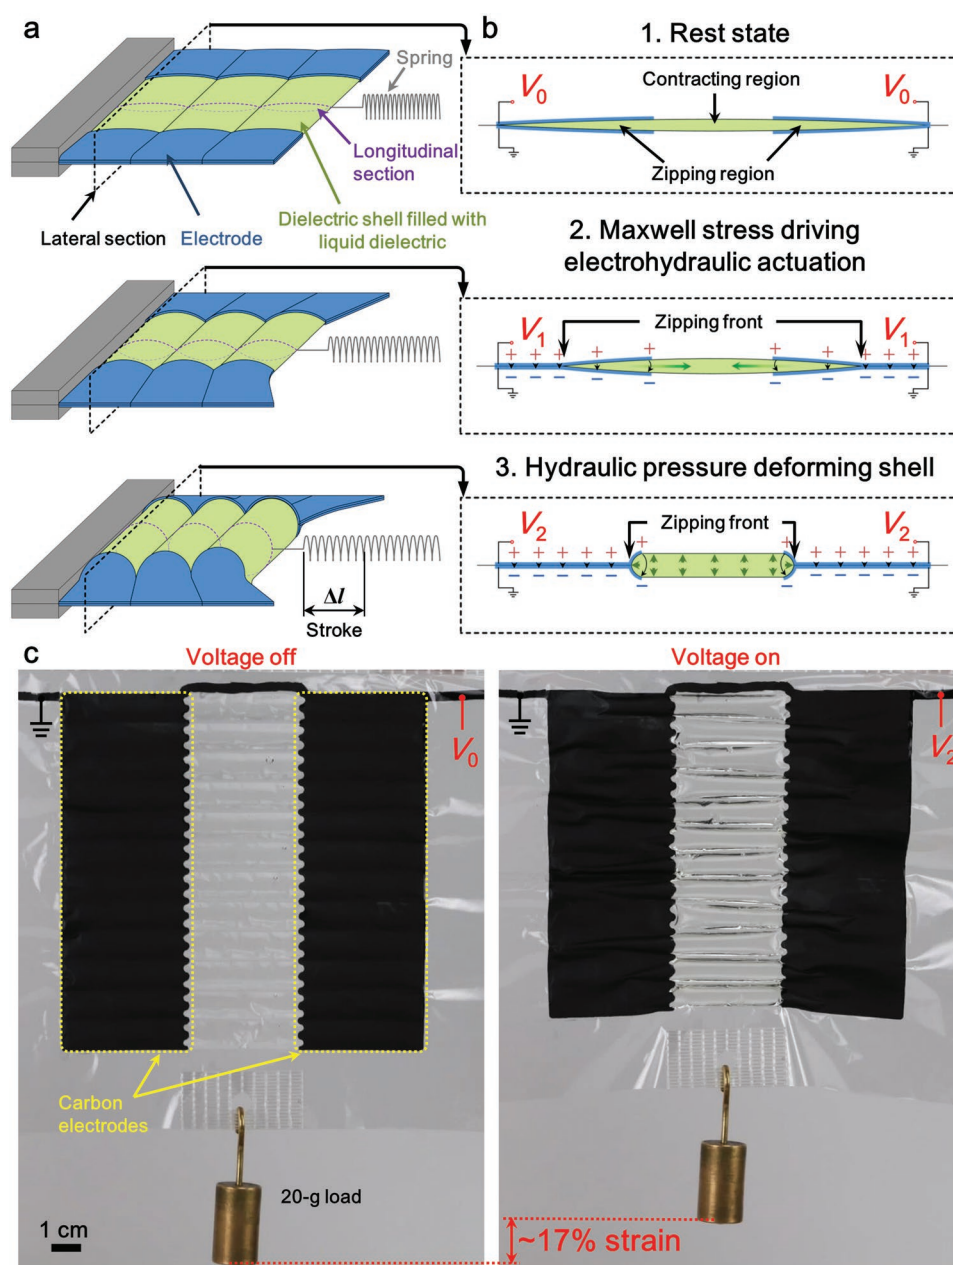 a
Spring
Longitudinal
section
Dielectric shell filled with
liquid dielectric
Lateral section
Electrode
Δl
Stroke
b
1. Rest state
V0
Contracting region
V0
Zipping region
2. Maxwell stress driving
electrohydraulic actuation
V1
Zipping front
V1
3. Hydraulic pressure deforming shell
V2
Zipping front
V2
c
Voltage off
V0
Carbon
electrodes
20-g load
1 cm
Voltage on
V2
~17% strain